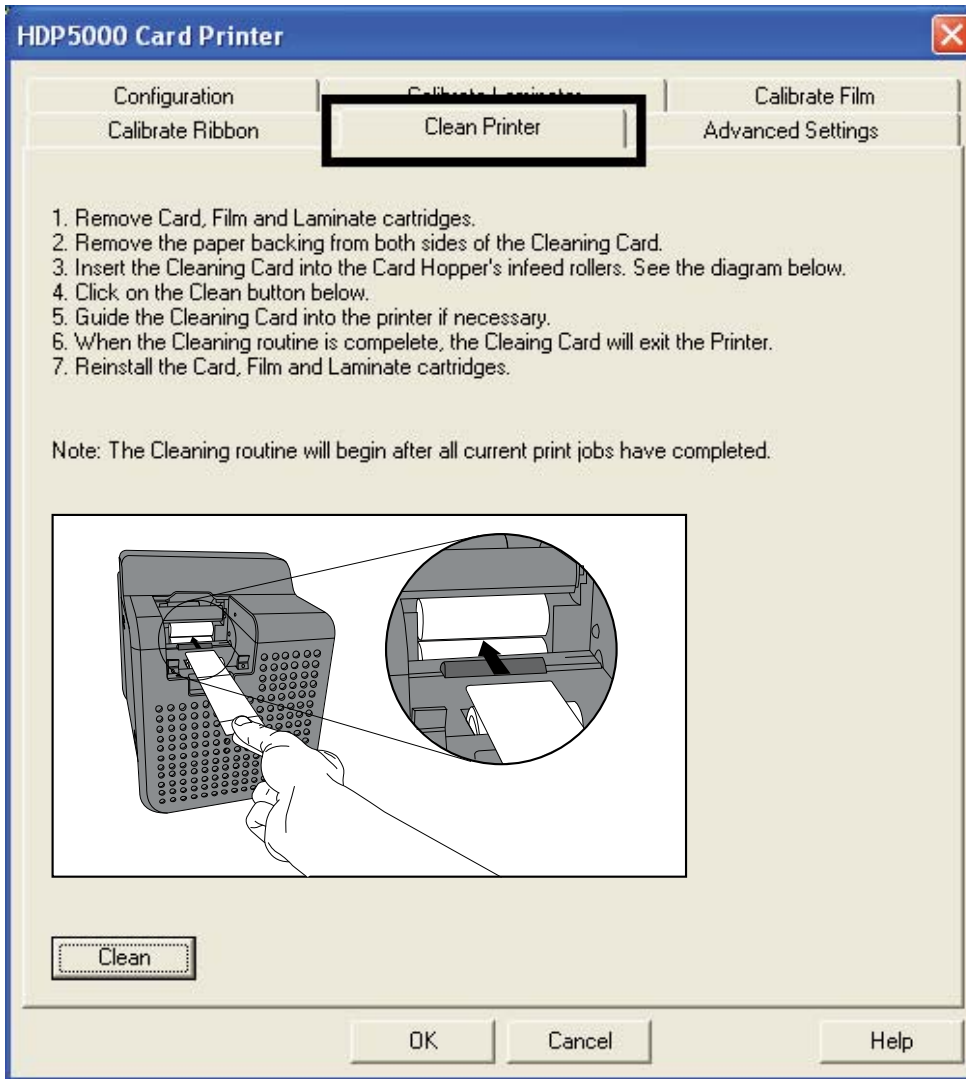 HDP5000 Card Printer
Configuration
Calibrate Laminator
Calibrate Film
Calibrate Ribbon
Clean Printer
Advanced Settings
1. Remove Card, Film and Laminate cartridges.
2. Remove the paper backing from both sides of the Cleaning Card.
3. Insert the Cleaning Card into the Card Hopper's infeed rollers. See the diagram below.
4. Click on the Clean button below.
5. Guide the Cleaning Card into the printer if necessary.
6. When the Cleaning routine is compelete, the Cleaing Card will exit the Printer.
7. Reinstall the Card, Film and Laminate cartridges.
Note: The Cleaning routine will begin after all current print jobs have completed.
Clean
OK
Cancel
Help